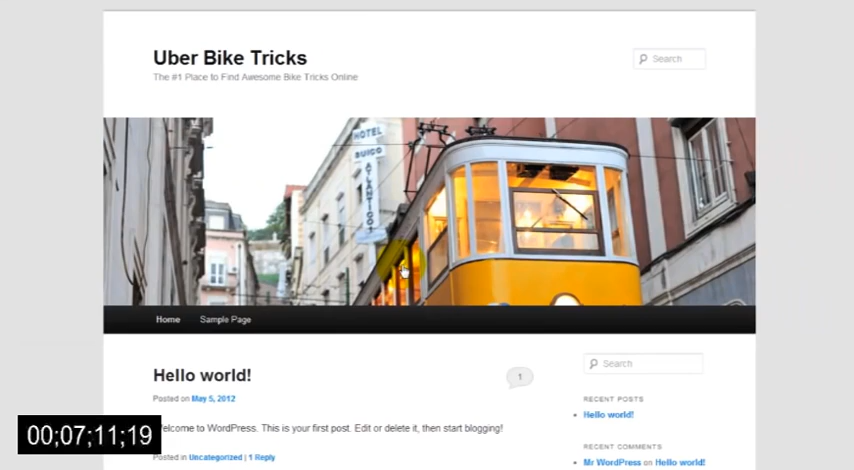 Uber Bike Tricks
The #1 Place to Find Awesome Bike Tricks Online
Search
HOTEL
SUIÇO
ATLANTICO
Home
Sample Page
Hello world!
1
Posted on May 5, 2012
Welcome to WordPress. This is your first post. Edit or delete it, then start blogging!
Posted in Uncategorized | 1 Reply
Search
RECENT POSTS
Hello world!
RECENT COMMENTS
Mr WordPress on Hello world!
00;07;11;19